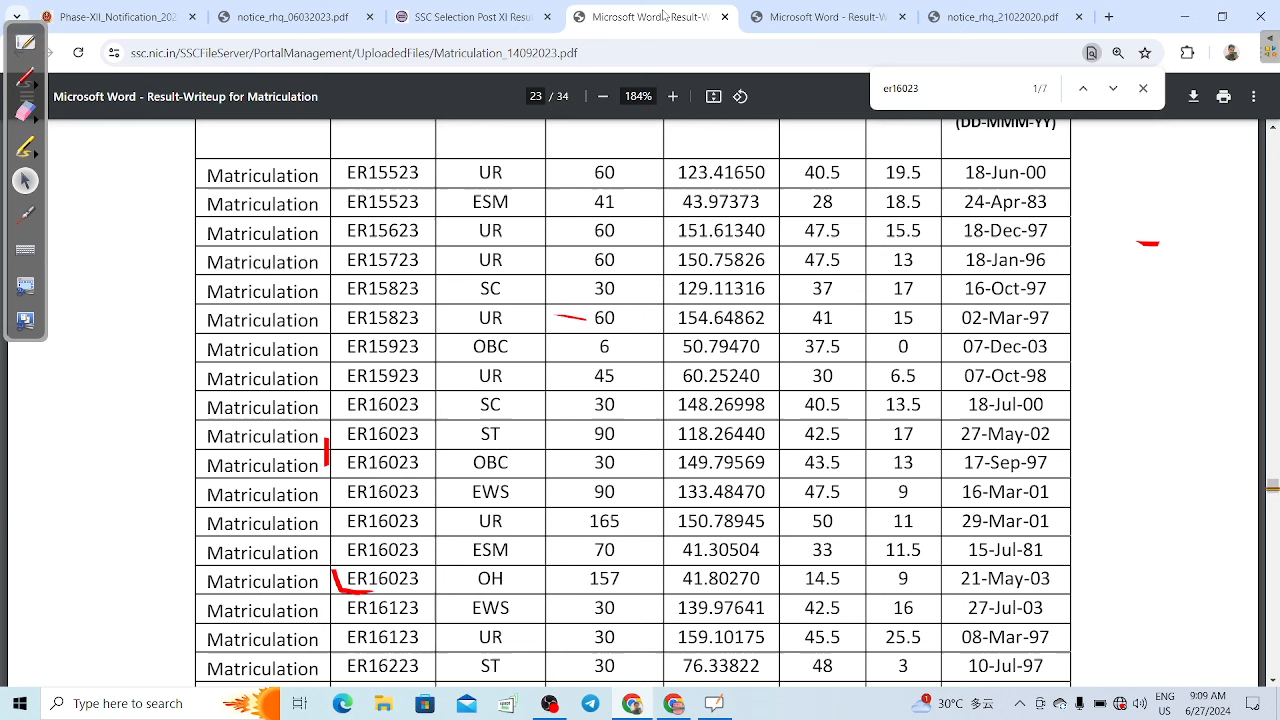 Phase-XII_Notification_202
rhq_Notification_2023.pdf
SSC Selection Post XI Resul
Microsoft Word - Result-W
Microsoft Word - Result-W
notice_rhq_21022020.pdf
ssc.nic.in/SSCFileServer/PortalManagement/UploadedFiles/Matriculation_14092023.pdf
Microsoft Word - Result-Writeup for Matriculation
23 / 34
184%
er16023
1/7
(DD-MMM-YY)
Matriculation ER15523 UR 60 123.41650 40.5 19.5 18-Jun-00
Matriculation ER15523 ESM 41 43.97373 28 18.5 24-Apr-83
Matriculation ER15623 UR 60 151.61340 47.5 15.5 18-Dec-97
Matriculation ER15723 UR 60 150.75826 47.5 13 18-Jan-96
Matriculation ER15823 SC 30 129.11316 37 17 16-Oct-97
Matriculation ER15823 UR 60 154.64862 41 15 02-Mar-97
Matriculation ER15923 OBC 6 50.79470 37.5 0 07-Dec-03
Matriculation ER15923 UR 45 60.25240 30 6.5 07-Oct-98
Matriculation ER16023 SC 30 148.26998 40.5 13.5 18-Jul-00
Matriculation ER16023 ST 90 118.26440 42.5 17 27-May-02
Matriculation ER16023 OBC 30 149.79569 43.5 13 17-Sep-97
Matriculation ER16023 EWS 90 133.48470 47.5 9 16-Mar-01
Matriculation ER16023 UR 165 150.78945 50 11 29-Mar-01
Matriculation ER16023 ESM 70 41.30504 33 11.5 15-Jul-81
Matriculation ER16023 OH 157 41.80270 14.5 9 21-May-03
Matriculation ER16123 EWS 30 139.97641 42.5 16 27-Jul-03
Matriculation ER16123 UR 30 159.10175 45.5 25.5 08-Mar-97
Matriculation ER16223 ST 30 76.33822 48 3 10-Jul-97
Type here to search
1
30°C
ENG
US
9:09 AM
6/27/2024